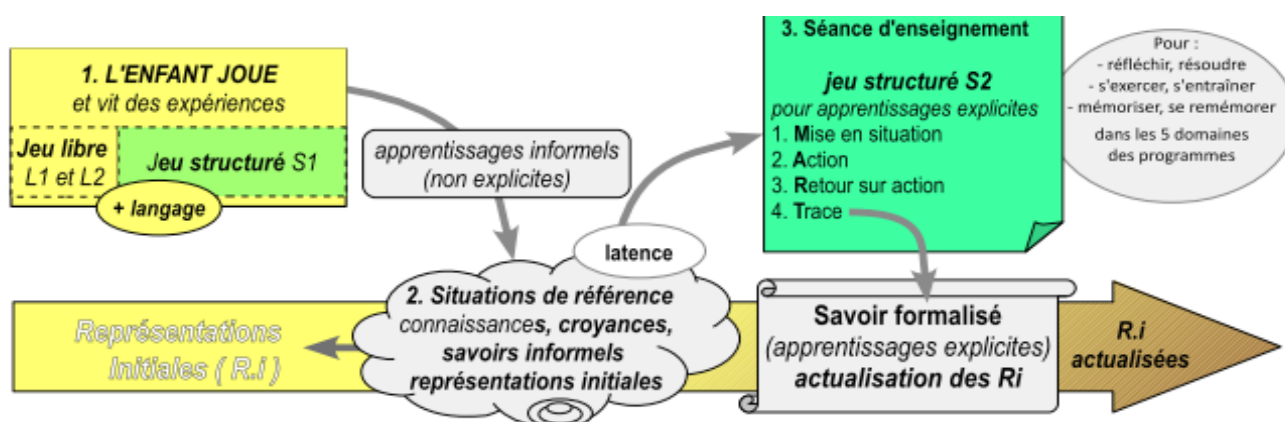 1. L'ENFANT JOUE
et vit des expériences
Jeu libre
L1 et L2
Jeu structuré S1
+ langage
apprentissages informels
(non explicites)
latence
2. Situations de référence
connaissances, croyances,
savoirs informels
représentations initiales
Représentations
Initiales ( R.i )
3. Séance d'enseignement
jeu structuré S2
pour apprentissages explicites
1. Mise en situation
2. Action
3. Retour sur action
4. Trace
Pour :
- réfléchir, résoudre
- s'exercer, s'entraîner
- mémoriser, se remémorer
dans les 5 domaines
des programmes
Savoir formalisé
(apprentissages explicites)
actualisation des Ri
R.i
actualisées